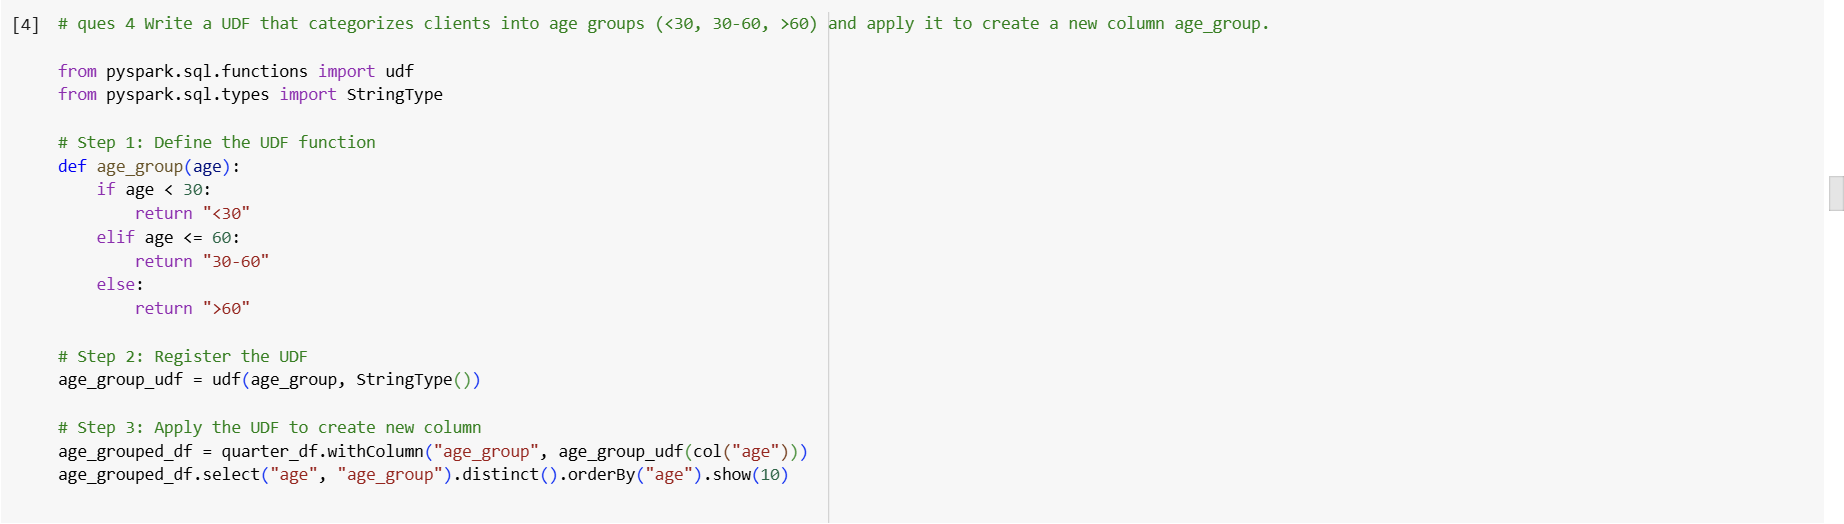 [4] # ques 4 Write a UDF that categorizes clients into age groups (<30, 30-60, >60) and apply it to create a new column age_group.
from pyspark.sql.functions import udf
from pyspark.sql.types import StringType
# Step 1: Define the UDF function
def age_group(age):
    if age < 30:
        return "<30"
    elif age <= 60:
        return "30-60"
    else:
        return ">60"
# Step 2: Register the UDF
age_group_udf = udf(age_group, StringType())
# Step 3: Apply the UDF to create new column
age_grouped_df = quarter_df.withColumn("age_group", age_group_udf(col("age")))
age_grouped_df.select("age", "age_group").distinct().orderBy("age").show(10)